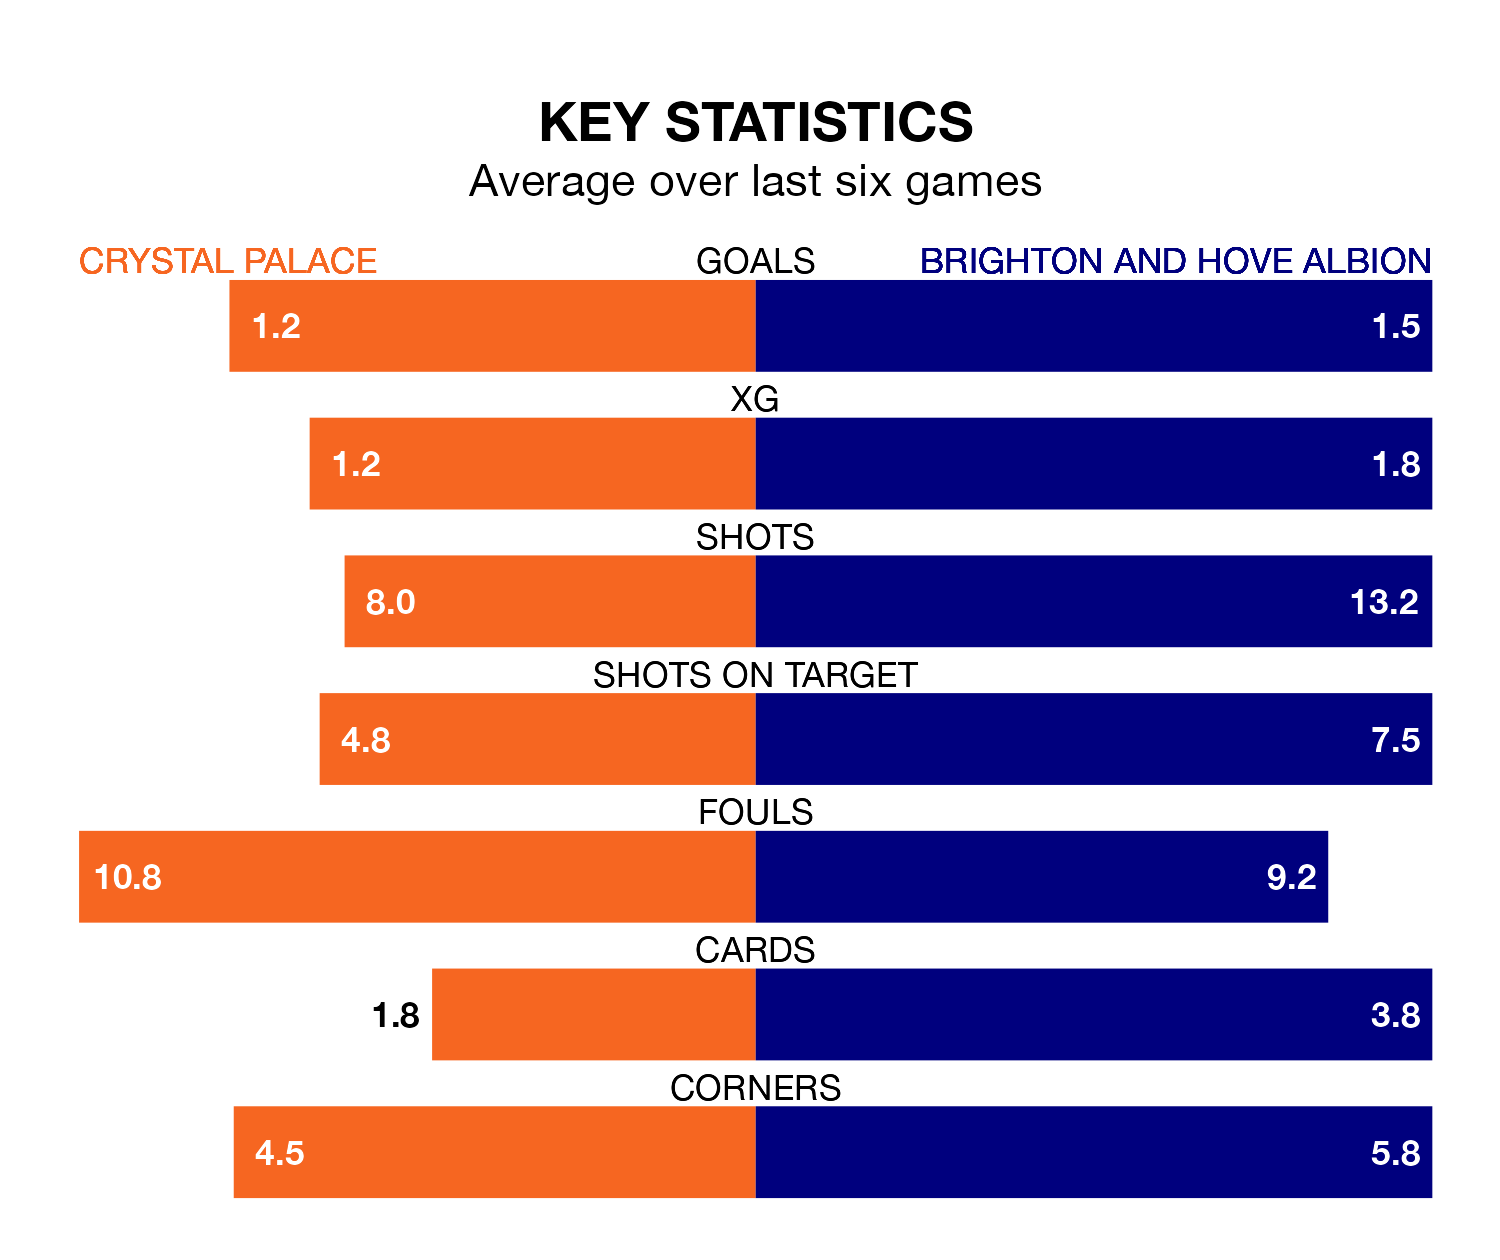 KEY STATISTICS
Average over last six games
CRYSTAL PALACE GOALS BRIGHTON AND HOVE ALBION
1.2 1.5
XG
1.2 1.8
SHOTS
8.0 13.2
SHOTS ON TARGET
4.8 7.5
FOULS
10.8 9.2
CARDS
1.8 3.8
CORNERS
4.5 5.8